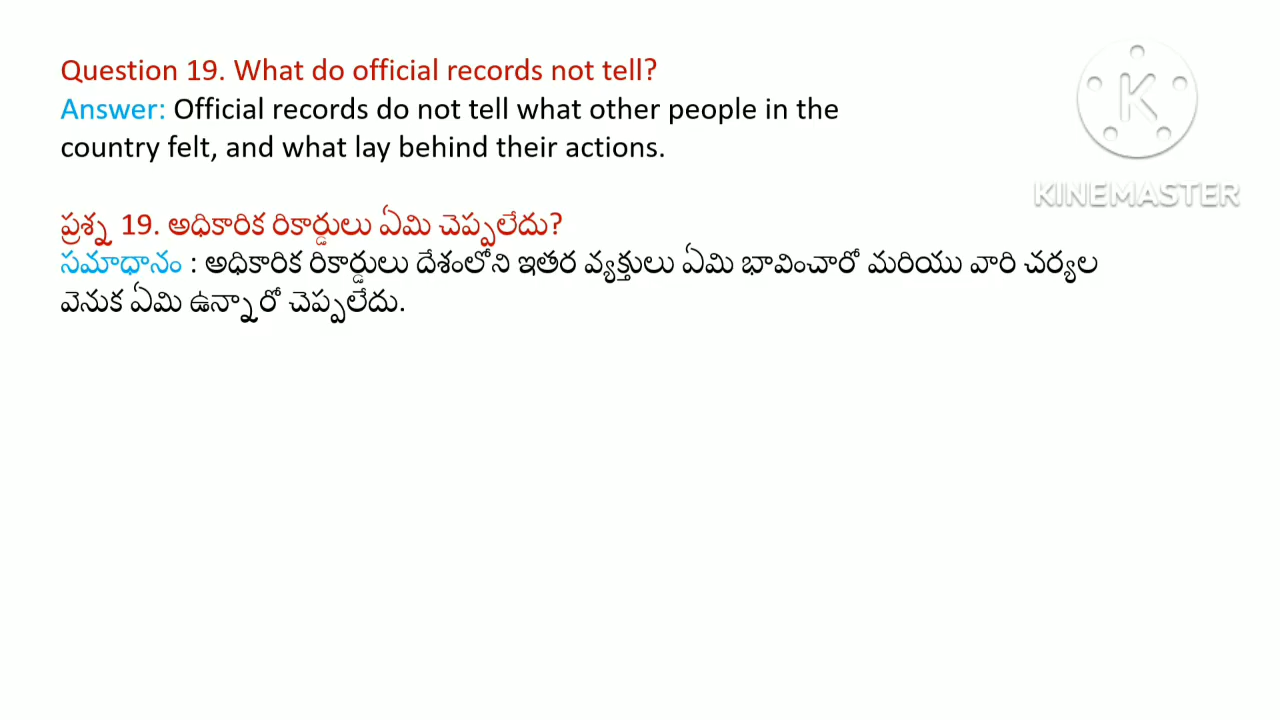 Question 19. What do official records not tell?
Answer: Official records do not tell what other people in the
country felt, and what lay behind their actions.
ప్రశ్న 19. అధికారిక రికార్డులు ఏమి చెప్పలేదు?
సమాధానం : అధికారిక రికార్డులు దేశంలోని ఇతర వ్యక్తులు ఏమి భావించారో మరియు వారి చర్యల
వెనుక ఏమి ఉన్నారో చెప్పలేదు.
K
KINEMASTER